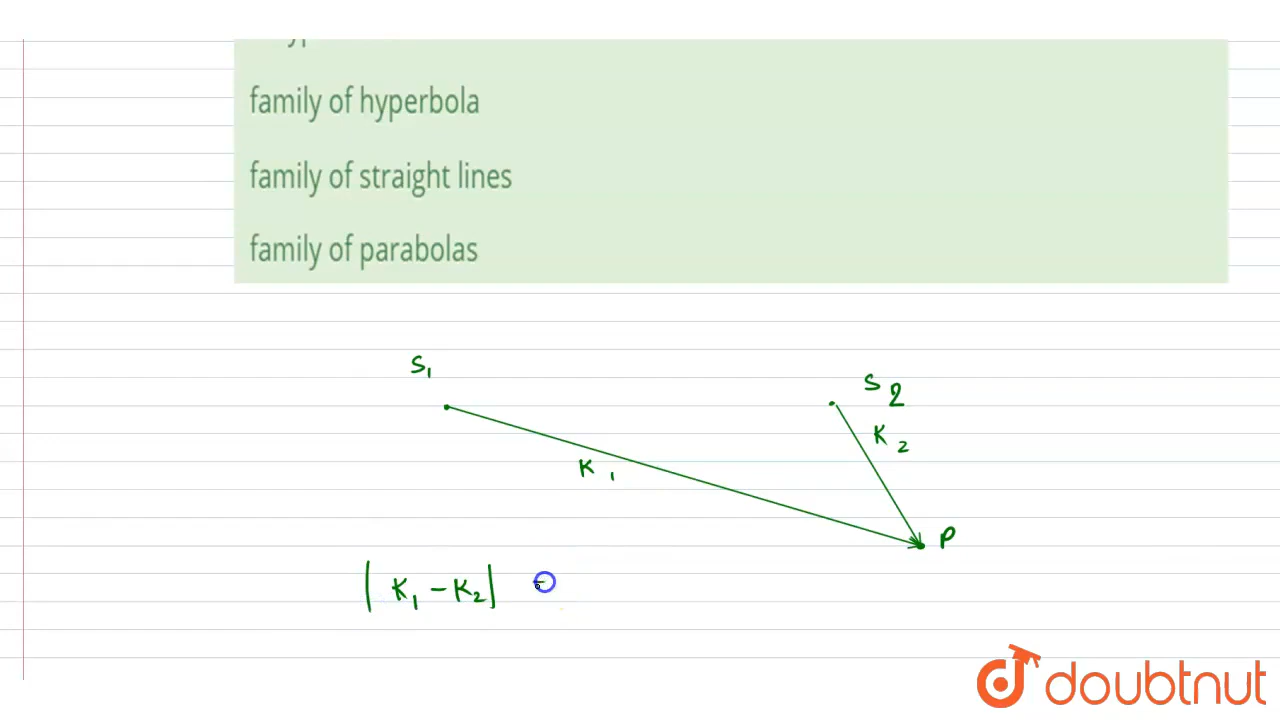 family of hyperbola
family of straight lines
family of parabolas
S1
S2
K2
K1
P
|K1 - K2| =
doubtnut